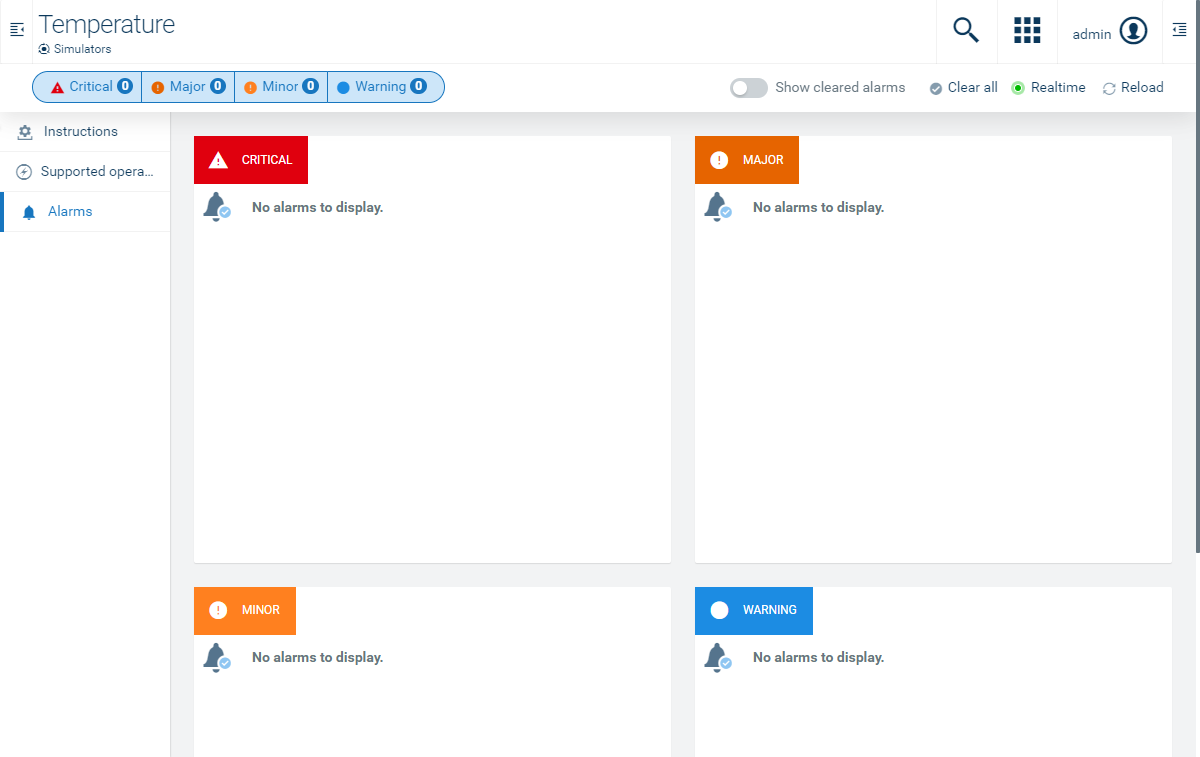 Temperature
Simulators
admin
Critical 0 Major 0 Minor 0 Warning 0
Show cleared alarms Clear all Realtime Reload
Instructions
Supported opera...
Alarms
CRITICAL
No alarms to display.
MAJOR
No alarms to display.
MINOR
No alarms to display.
WARNING
No alarms to display.